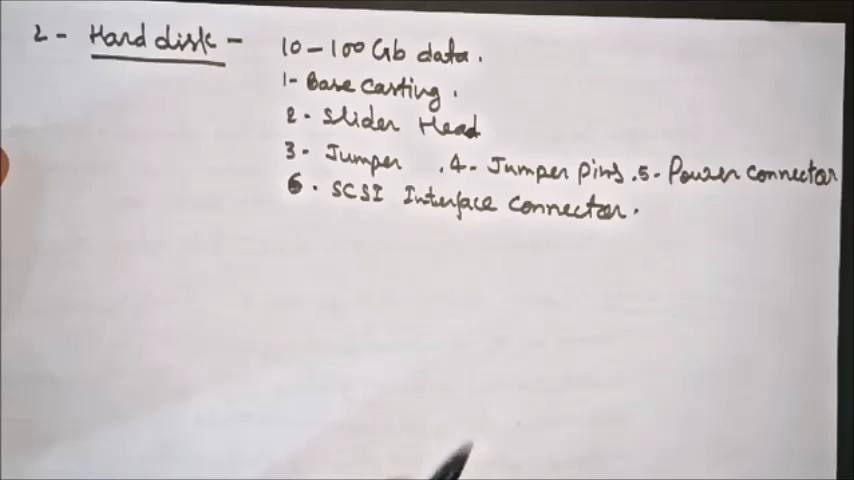 2 - Hard disk - 10-100 Gb data.
1- Base casting.
2. Slider Head
3. Jumper .4- Jumper Pins .5- Power connector
6. SCSI Interface connector.